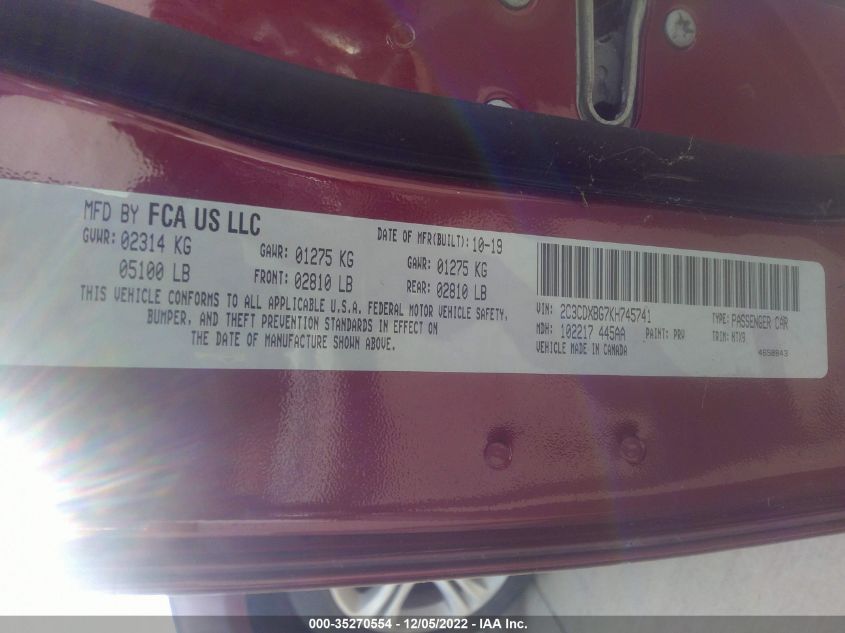 MFD BY FCA US LLC
DATE OF MFR(BUILT): 10-19
GVWR: 02314 KG
GAWR: 01275 KG
GAWR: 01275 KG
05100 LB
FRONT: 02810 LB
REAR: 02810 LB
THIS VEHICLE CONFORMS TO ALL APPLICABLE U.S.A. FEDERAL MOTOR VEHICLE SAFETY,
BUMPER, AND THEFT PREVENTION STANDARDS IN EFFECT ON
THE DATE OF MANUFACTURE SHOWN ABOVE.
VIN: 2C3CDXBG7KH745741
TYPE: PASSENGER CAR
MDH: 102217 445AA
PAINT: PRV
TRIM: HTX9
VEHICLE MADE IN CANADA
4650843
000-35270554 - 12/05/2022 - IAA Inc.